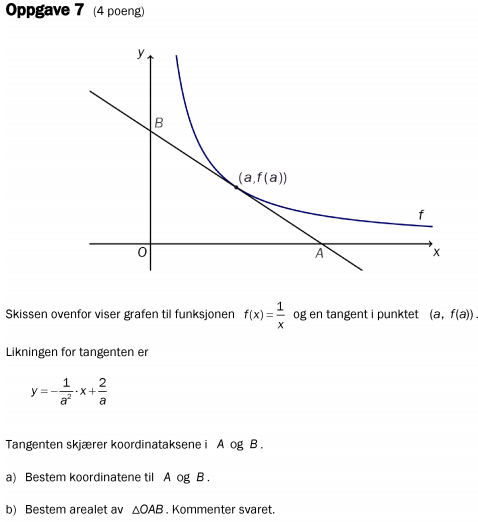 Oppgave 7 (4 poeng)
y
B
(a, f(a))
f
O
A
x
Skissen ovenfor viser grafen til funksjonen f(x) = 1/x og en tangent i punktet (a, f(a)).
Likningen for tangenten er
y = -1/a² · x + 2/a
Tangenten skjærer koordinataksene i A og B.
a) Bestem koordinatene til A og B.
b) Bestem arealet av △OAB. Kommenter svaret.